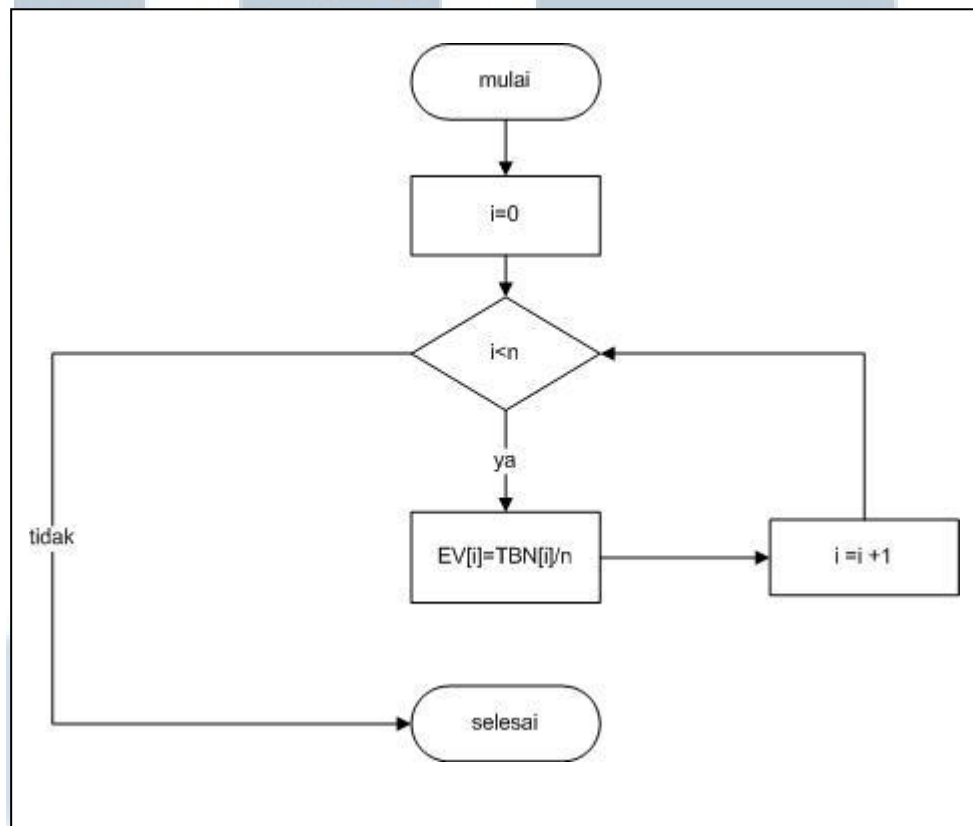 mulai
i=0
i<n
ya
tidak
EV[i]=TBN[i]/n
i =i +1
selesai